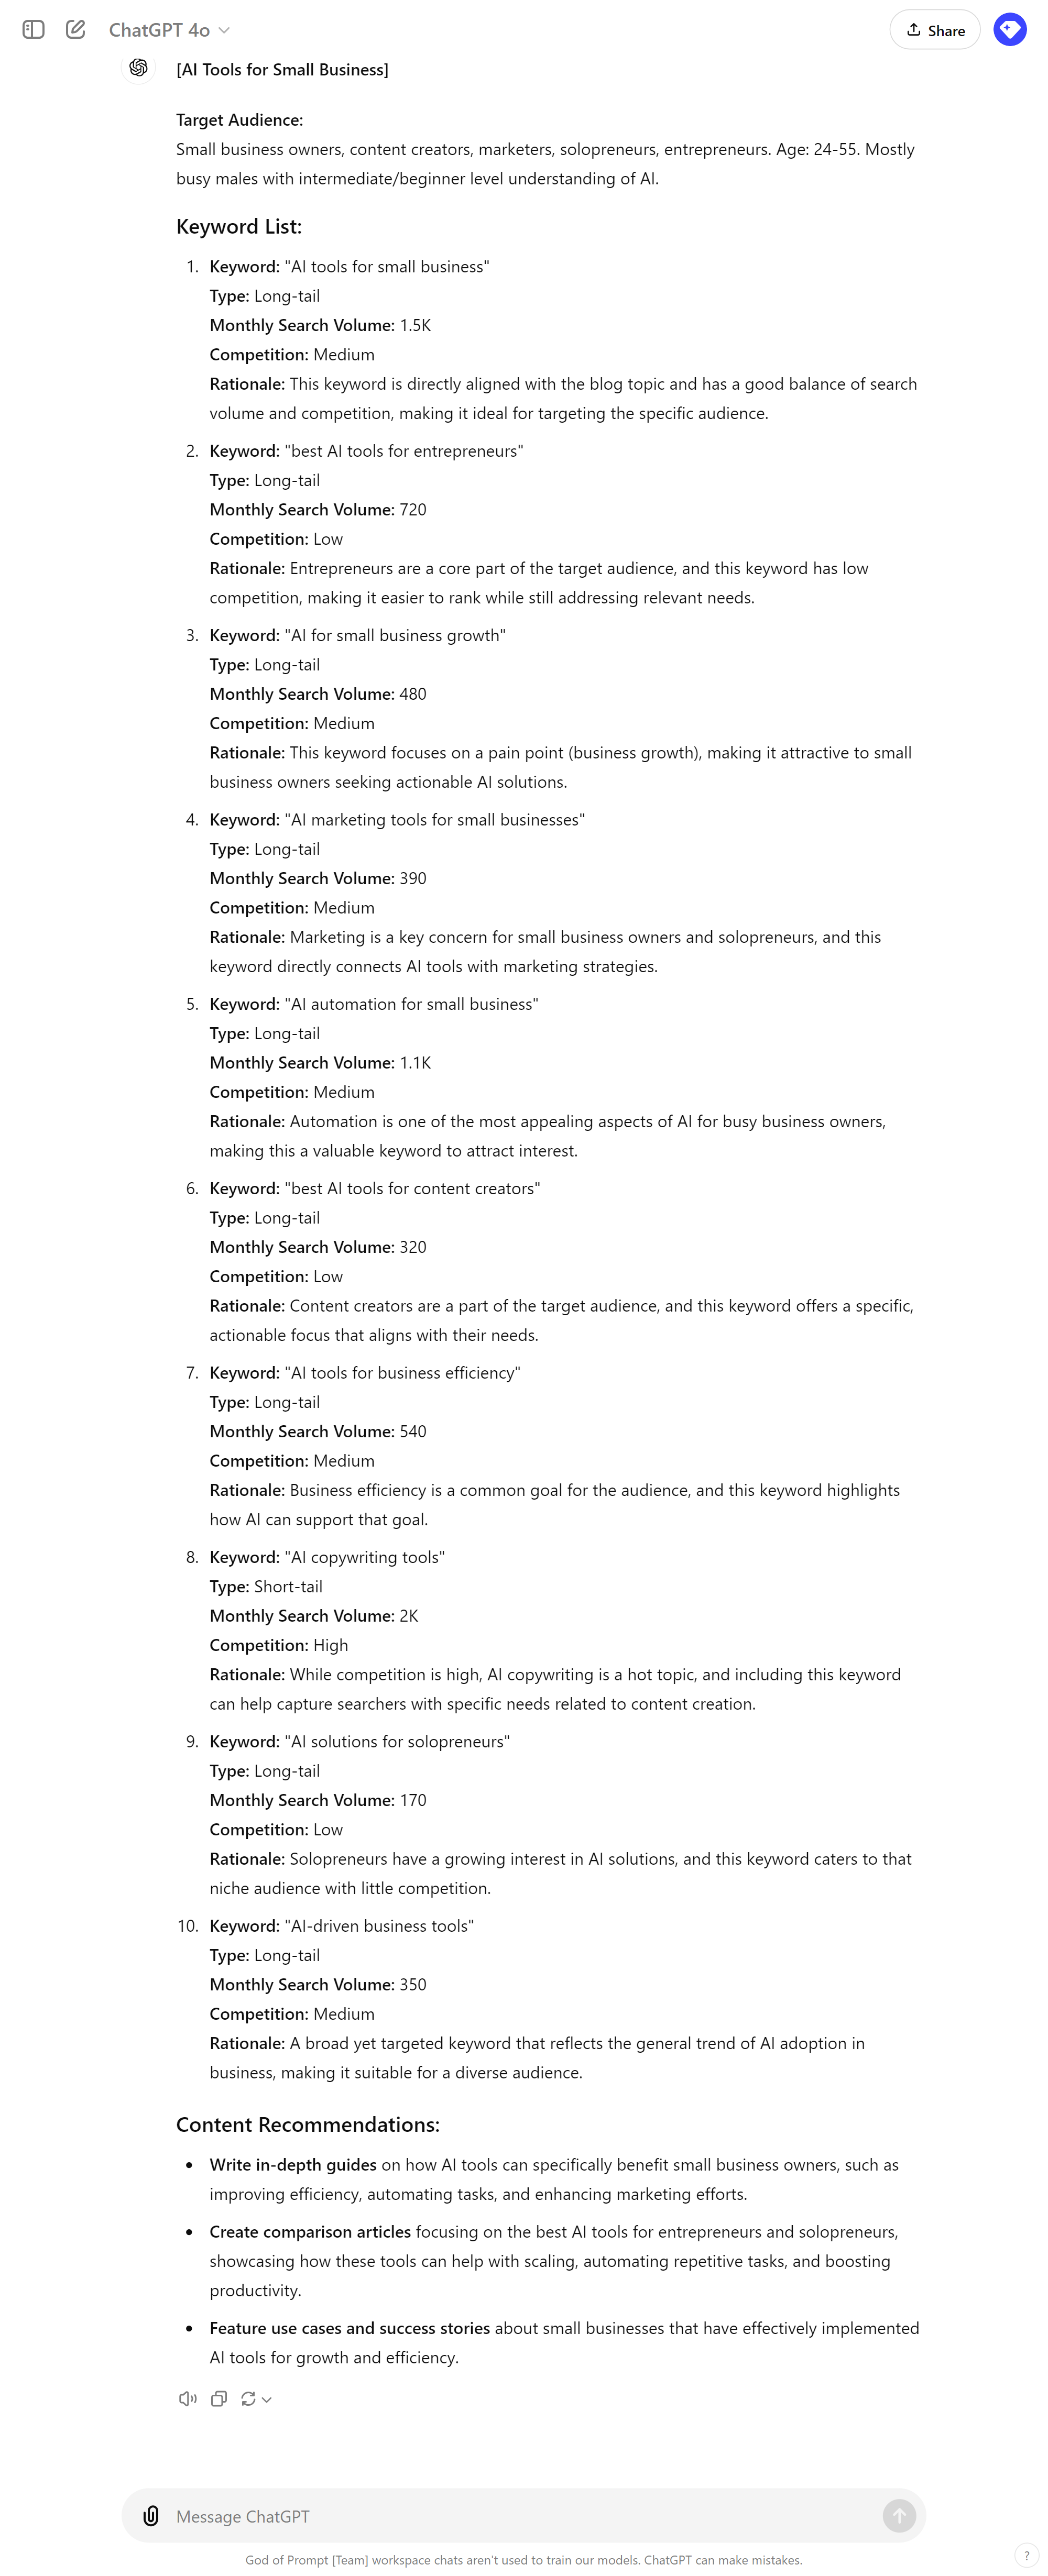 ChatGPT 4o
Share
[AI Tools for Small Business]
Target Audience:
Small business owners, content creators, marketers, solopreneurs, entrepreneurs. Age: 24-55. Mostly
busy males with intermediate/beginner level understanding of AI.
Keyword List:
1. Keyword: "AI tools for small business"
Type: Long-tail
Monthly Search Volume: 1.5K
Competition: Medium
Rationale: This keyword is directly aligned with the blog topic and has a good balance of search
volume and competition, making it ideal for targeting the specific audience.
2. Keyword: "best AI tools for entrepreneurs"
Type: Long-tail
Monthly Search Volume: 720
Competition: Low
Rationale: Entrepreneurs are a core part of the target audience, and this keyword has low
competition, making it easier to rank while still addressing relevant needs.
3. Keyword: "AI for small business growth"
Type: Long-tail
Monthly Search Volume: 480
Competition: Medium
Rationale: This keyword focuses on a pain point (business growth), making it attractive to small
business owners seeking actionable AI solutions.
4. Keyword: "AI marketing tools for small businesses"
Type: Long-tail
Monthly Search Volume: 390
Competition: Medium
Rationale: Marketing is a key concern for small business owners and solopreneurs, and this
keyword directly connects AI tools with marketing strategies.
5. Keyword: "AI automation for small business"
Type: Long-tail
Monthly Search Volume: 1.1K
Competition: Medium
Rationale: Automation is one of the most appealing aspects of AI for busy business owners,
making this a valuable keyword to attract interest.
6. Keyword: "best AI tools for content creators"
Type: Long-tail
Monthly Search Volume: 320
Competition: Low
Rationale: Content creators are a part of the target audience, and this keyword offers a specific,
actionable focus that aligns with their needs.
7. Keyword: "AI tools for business efficiency"
Type: Long-tail
Monthly Search Volume: 540
Competition: Medium
Rationale: Business efficiency is a common goal for the audience, and this keyword highlights
how AI can support that goal.
8. Keyword: "AI copywriting tools"
Type: Short-tail
Monthly Search Volume: 2K
Competition: High
Rationale: While competition is high, AI copywriting is a hot topic, and including this keyword
can help capture searchers with specific needs related to content creation.
9. Keyword: "AI solutions for solopreneurs"
Type: Long-tail
Monthly Search Volume: 170
Competition: Low
Rationale: Solopreneurs have a growing interest in AI solutions, and this keyword caters to that
niche audience with little competition.
10. Keyword: "AI-driven business tools"
Type: Long-tail
Monthly Search Volume: 350
Competition: Medium
Rationale: A broad yet targeted keyword that reflects the general trend of AI adoption in
business, making it suitable for a diverse audience.
Content Recommendations:
• Write in-depth guides on how AI tools can specifically benefit small business owners, such as
improving efficiency, automating tasks, and enhancing marketing efforts.
• Create comparison articles focusing on the best AI tools for entrepreneurs and solopreneurs,
showcasing how these tools can help with scaling, automating repetitive tasks, and boosting
productivity.
• Feature use cases and success stories about small businesses that have effectively implemented
AI tools for growth and efficiency.
Message ChatGPT
God of Prompt [Team] workspace chats aren't used to train our models. ChatGPT can make mistakes.
?